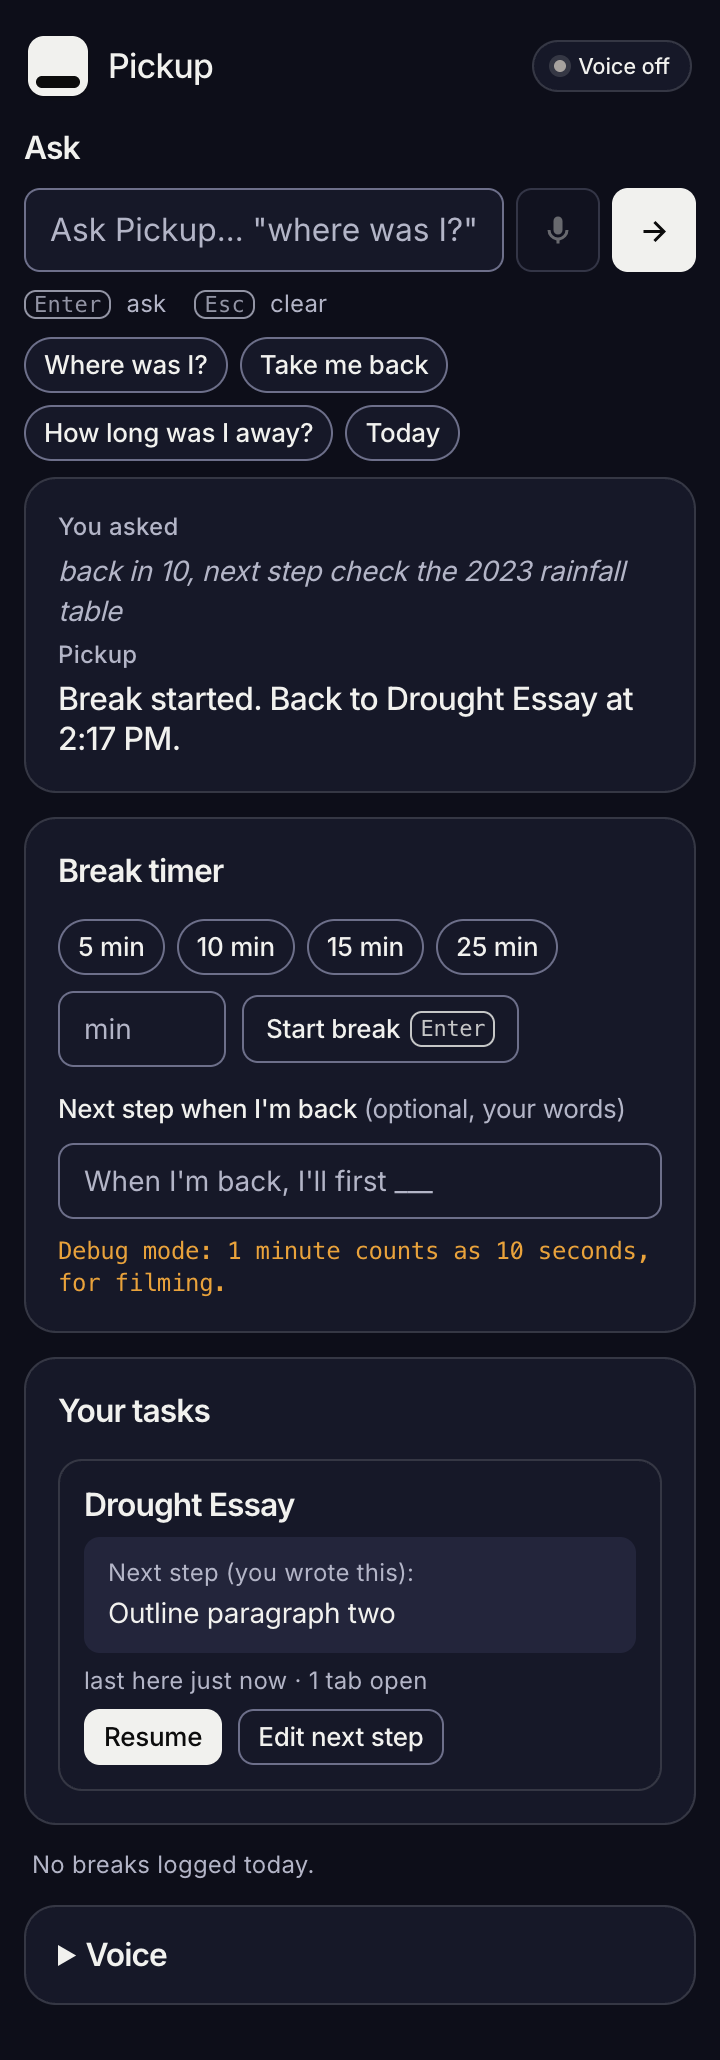 Pickup
Voice off
Ask
Ask Pickup... "where was I?"
Enter ask Esc clear
Where was I? Take me back
How long was I away? Today
You asked
back in 10, next step check the 2023 rainfall
table
Pickup
Break started. Back to Drought Essay at
2:17 PM.
Break timer
5 min 10 min 15 min 25 min
min Start break Enter
Next step when I'm back (optional, your words)
When I'm back, I'll first ___
Debug mode: 1 minute counts as 10 seconds,
for filming.
Your tasks
Drought Essay
Next step (you wrote this):
Outline paragraph two
last here just now · 1 tab open
Resume Edit next step
No breaks logged today.
Voice